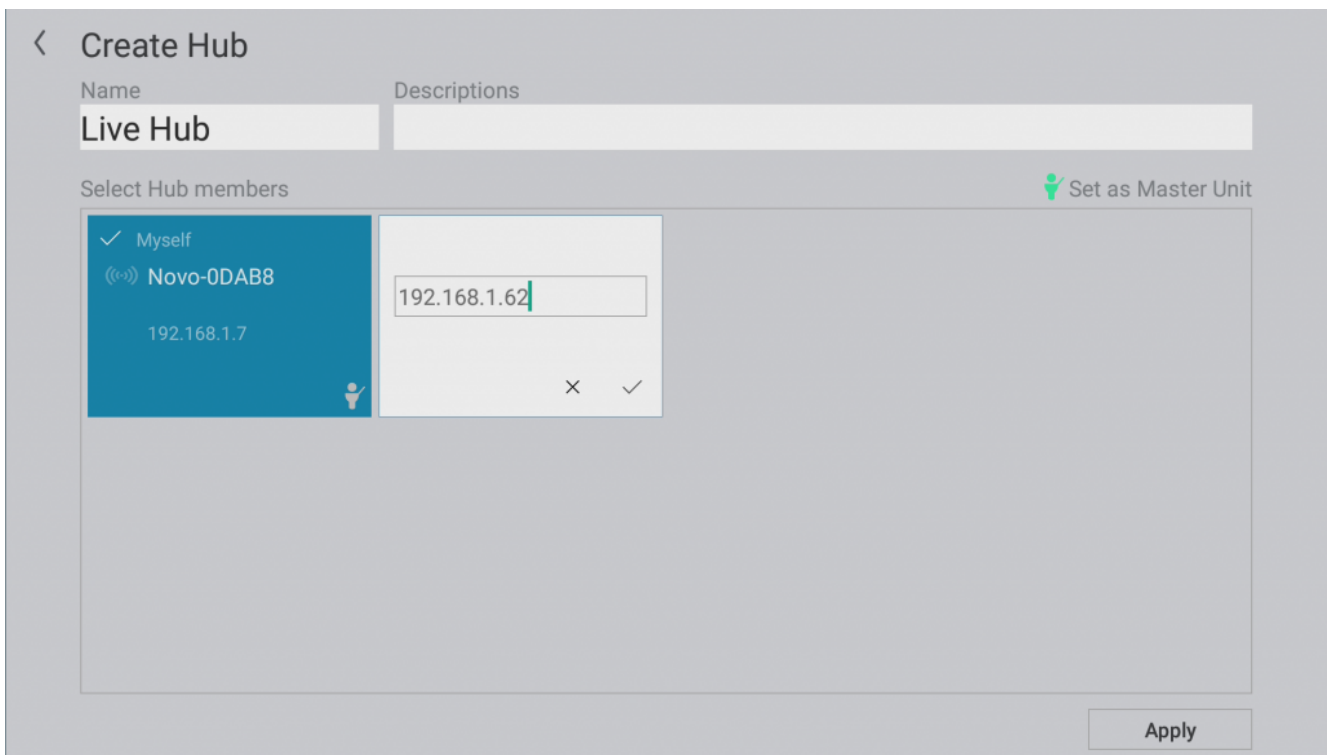 Create Hub
Name
Descriptions
Live Hub
Select Hub members
Set as Master Unit
Myself
Novo-0DAB8
192.168.1.7
192.168.1.62
Apply